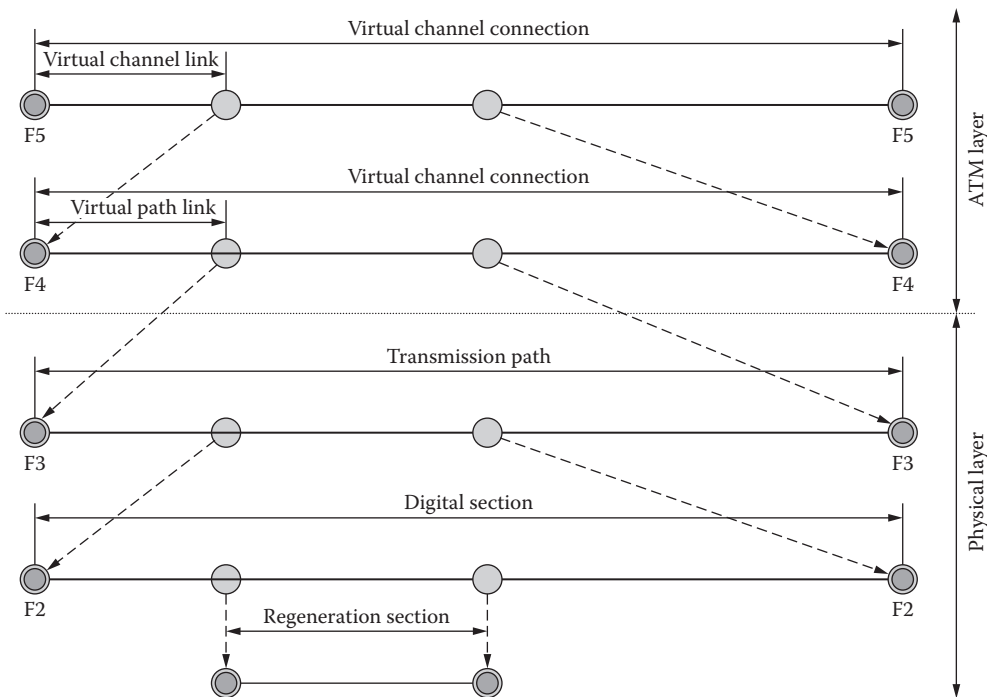 Virtual channel connection
Virtual channel link
F5
F5
Virtual channel connection
Virtual path link
F4
F4
ATM layer
Transmission path
F3
F3
Digital section
F2
F2
Regeneration section
Physical layer